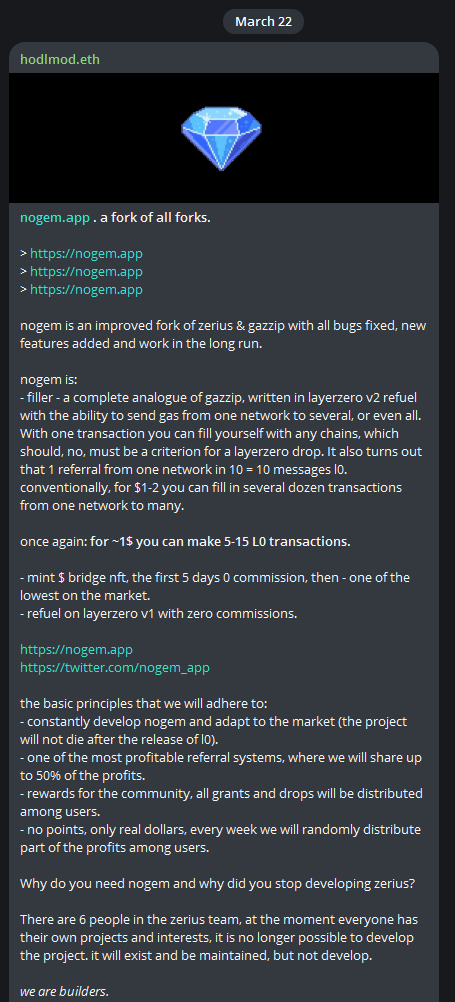 March 22
hodlmod.eth
nogem.app . a fork of all forks.
> https://nogem.app
> https://nogem.app
> https://nogem.app
nogem is an improved fork of zerius & gazzip with all bugs fixed, new
features added and work in the long run.
nogem is:
- filler - a complete analogue of gazzip, written in layerzero v2 refuel
with the ability to send gas from one network to several, or even all.
With one transaction you can fill yourself with any chains, which
should, no, must be a criterion for a layerzero drop. It also turns out
that 1 referral from one network in 10 = 10 messages l0.
conventionally, for $1-2 you can fill in several dozen transactions
from one network to many.
once again: for ~1$ you can make 5-15 L0 transactions.
- mint $ bridge nft, the first 5 days 0 commission, then - one of the
lowest on the market.
- refuel on layerzero v1 with zero commissions.
https://nogem.app
https://twitter.com/nogem_app
the basic principles that we will adhere to:
- constantly develop nogem and adapt to the market (the project
will not die after the release of l0).
- one of the most profitable referral systems, where we will share up
to 50% of the profits.
- rewards for the community, all grants and drops will be distributed
among users.
- no points, only real dollars, every week we will randomly distribute
part of the profits among users.
Why do you need nogem and why did you stop developing zerius?
There are 6 people in the zerius team, at the moment everyone has
their own projects and interests, it is no longer possible to develop
the project. it will exist and be maintained, but not develop.
we are builders.